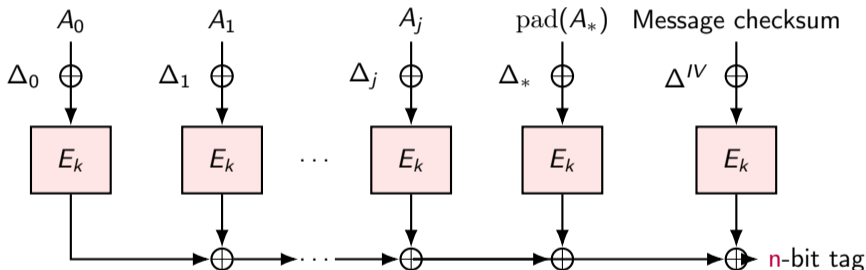 A₀ A₁ Aⱼ pad(A∗) Message checksum
Δ₀ Δ₁ Δⱼ Δ∗ Δᴵⱽ
Eₖ Eₖ ··· Eₖ Eₖ Eₖ
··· n-bit tag